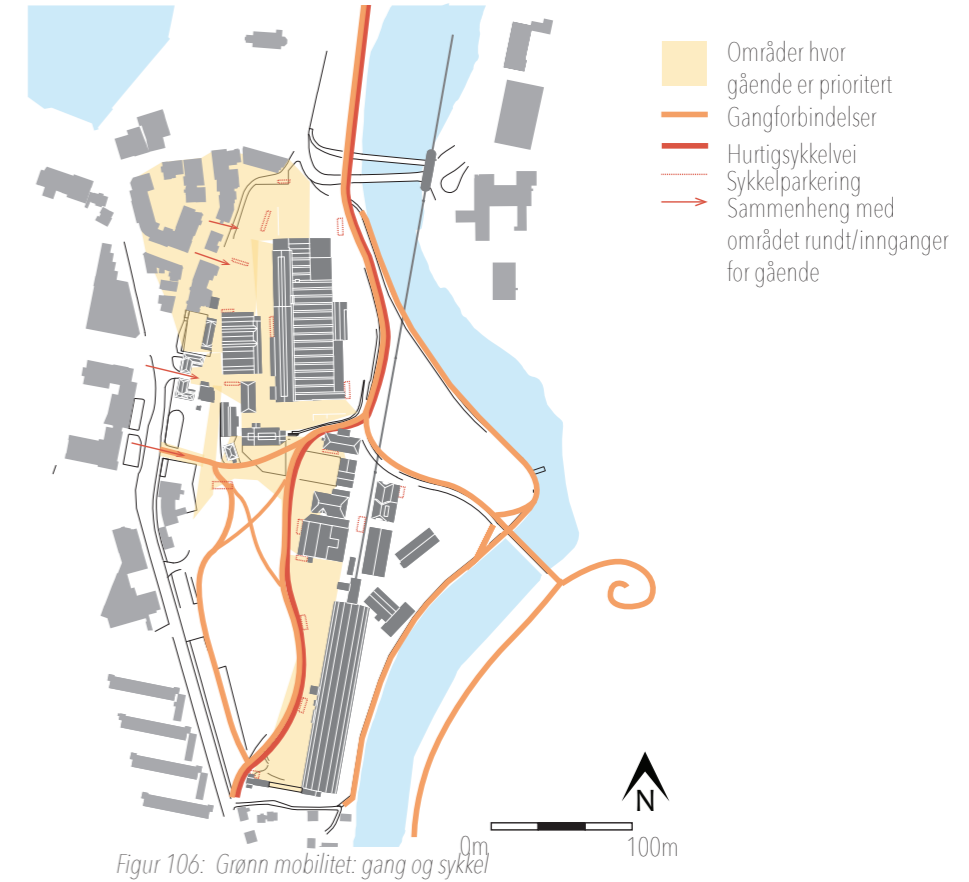 Områder hvor
gående er prioritert
Gangforbindelser
Hurtigsykkelvei
Sykkelparkering
Sammenheng med
området rundt/innganger
for gående
N
0m
100m
Figur 106: Grønn mobilitet: gang og sykkel